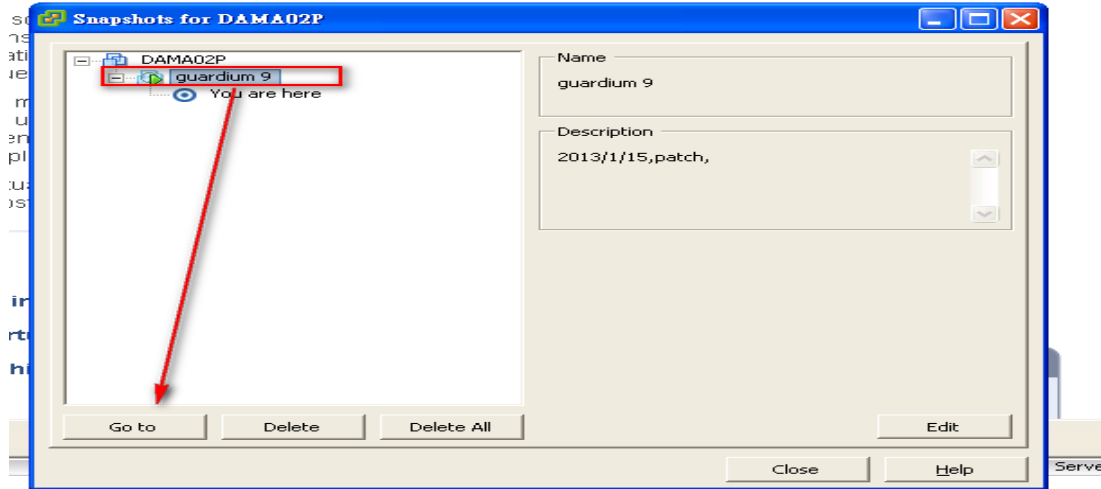 Snapshots for DAMA02P
DAMA02P
guardium 9
You are here
Name
guardium 9
Description
2013/1/15,patch,
Go to
Delete
Delete All
Edit
Close
Help
Serve